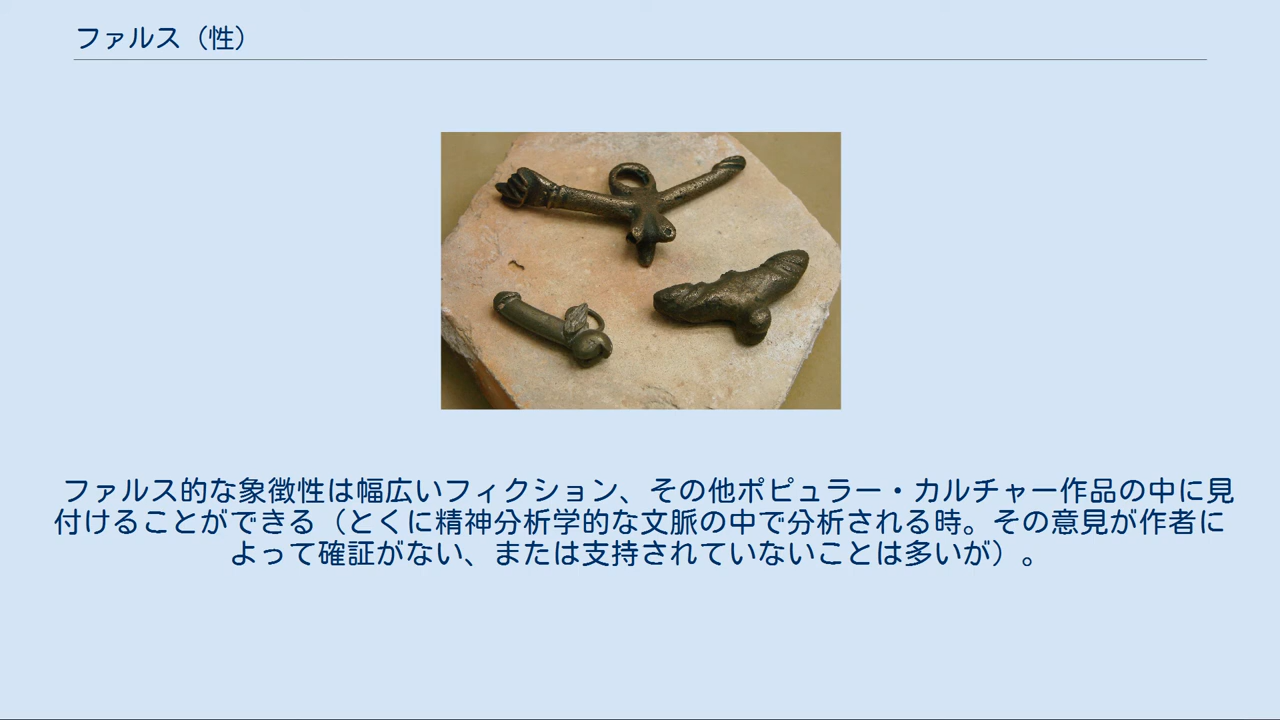 ファルス（性）
ファルス的な象徴性は幅広いフィクション、その他ポピュラー・カルチャー作品の中に見
付けることができる（とくに精神分析学的な文脈の中で分析される時。その意見が作者に
よって確証がない、または支持されていないことは多いが）。